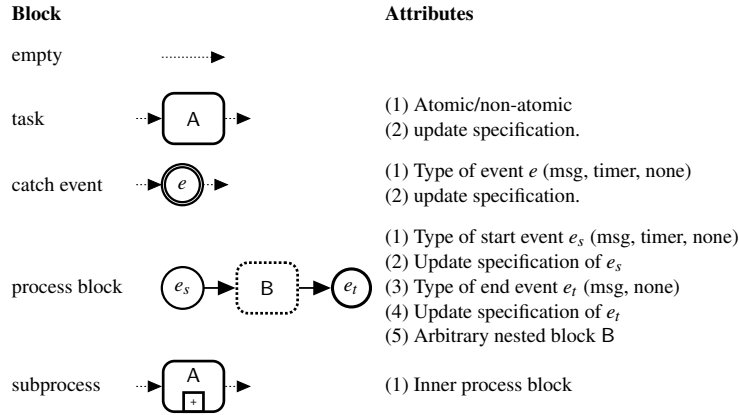 Block Attributes
empty
task A (1) Atomic/non-atomic
(2) update specification.
catch event e (1) Type of event e (msg, timer, none)
(2) update specification.
(1) Type of start event eₛ (msg, timer, none)
(2) Update specification of eₛ
process block eₛ B eₜ (3) Type of end event eₜ (msg, none)
(4) Update specification of eₜ
(5) Arbitrary nested block B
subprocess A + (1) Inner process block